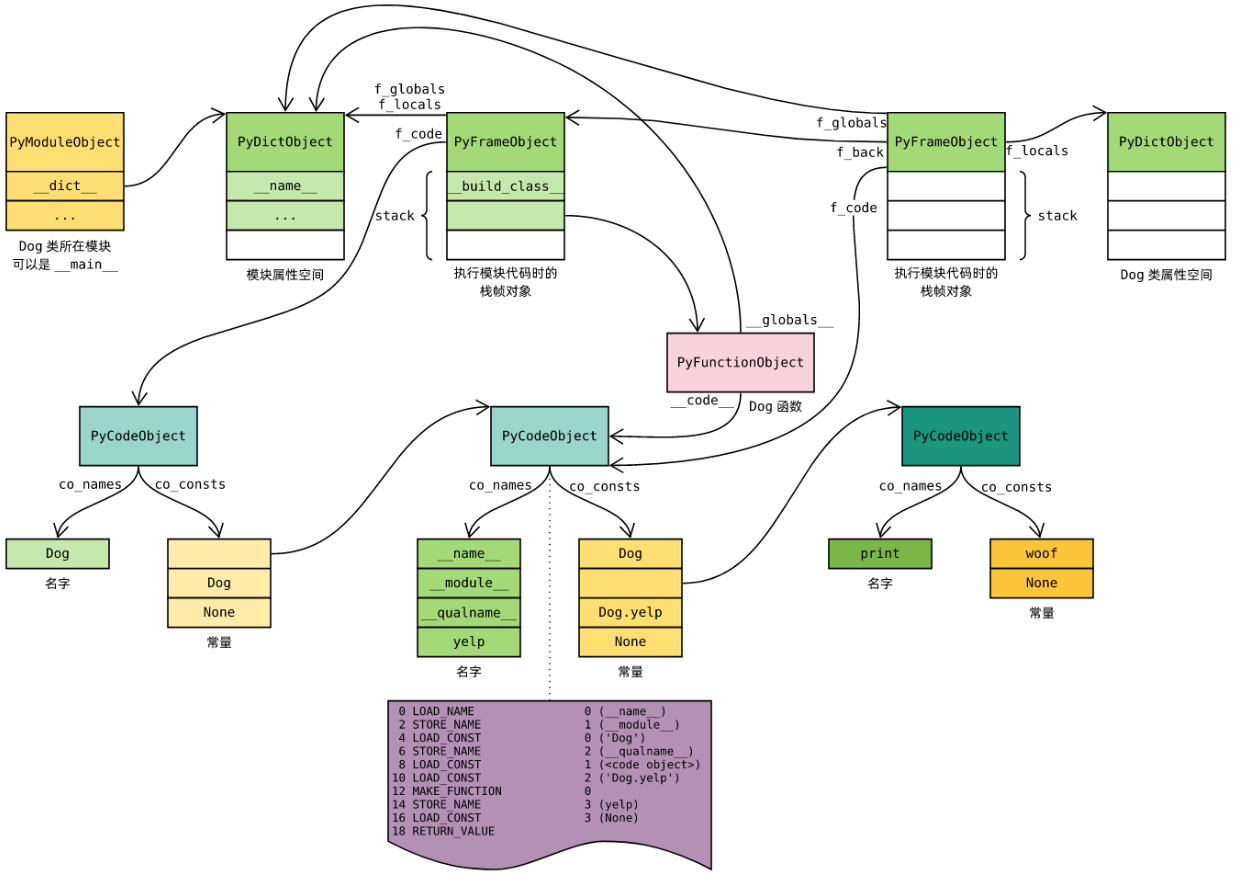 f_globals
f_locals
f_code
f_globals
f_back
f_locals
f_code
PyModuleObject
__dict__
...
Dog 类所在模块
可以是 __main__
PyDictObject
__name__
...
模块属性空间
PyFrameObject
__build_class__
stack
执行模块代码时的
栈帧对象
PyFrameObject
stack
执行模块代码时的
栈帧对象
PyDictObject
Dog 类属性空间
__globals__
PyFunctionObject
__code__
Dog 函数
PyCodeObject
co_names
co_consts
Dog
名字
Dog
None
常量
PyCodeObject
co_names
co_consts
__name__
__module__
__qualname__
yelp
名字
Dog
Dog.yelp
None
常量
PyCodeObject
co_names
co_consts
print
名字
woof
None
常量
0 LOAD_NAME 0 (__name__)
2 STORE_NAME 1 (__module__)
4 LOAD_CONST 0 ('Dog')
6 STORE_NAME 2 (__qualname__)
8 LOAD_CONST 1 (<code object>)
10 LOAD_CONST 2 ('Dog.yelp')
12 MAKE_FUNCTION 0
14 STORE_NAME 3 (yelp)
16 LOAD_CONST 3 (None)
18 RETURN_VALUE